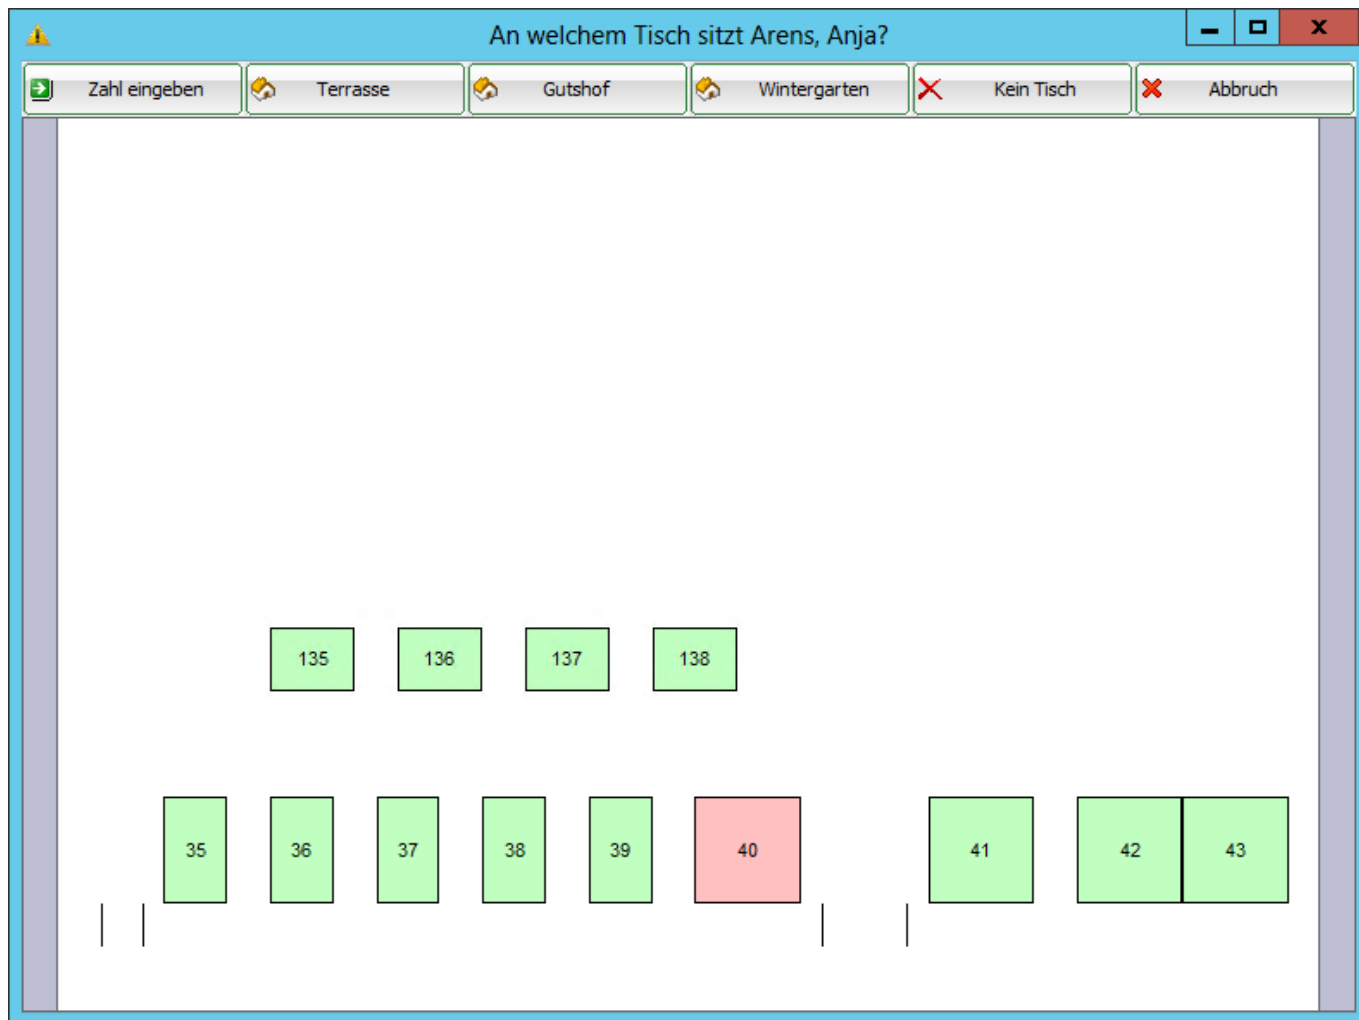 An welchem Tisch sitzt Arens, Anja?
Zahl eingeben Terrasse Gutshof Wintergarten Kein Tisch Abbruch
135 136 137 138
35 36 37 38 39 40 41 42 43